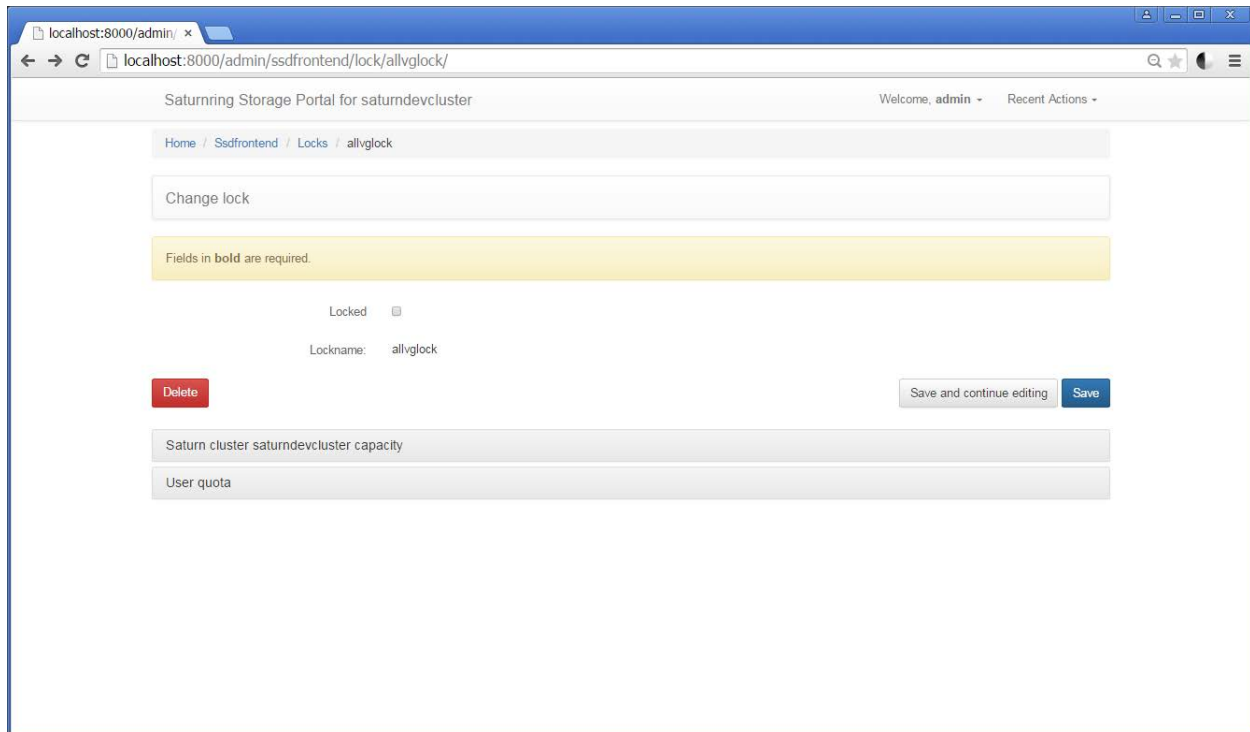 localhost:8000/admin/
localhost:8000/admin/ssdfrontend/lock/allvglock/
Saturnring Storage Portal for saturndevcluster Welcome, admin Recent Actions
Home / Ssdfrontend / Locks / allvglock
Change lock
Fields in bold are required.
Locked
Lockname: allvglock
Delete Save and continue editing Save
Saturn cluster saturndevcluster capacity
User quota